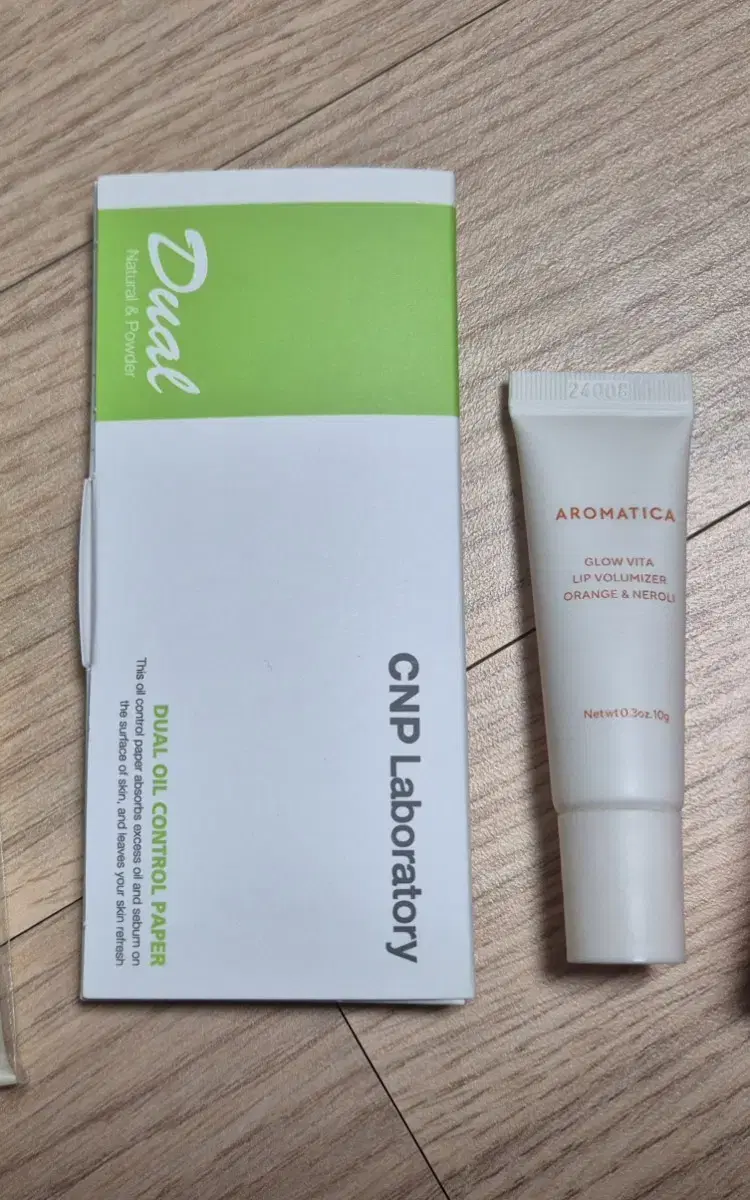 Dual
Natural & Powder
CNP Laboratory
DUAL OIL CONTROL PAPER
This oil control paper absorbs excess oil and sebum on
the surface of skin, and leaves your skin refresh
AROMATICA
GLOW VITA
LIP VOLUMIZER
ORANGE & NEROLI
Net wt 0.3oz. 10g